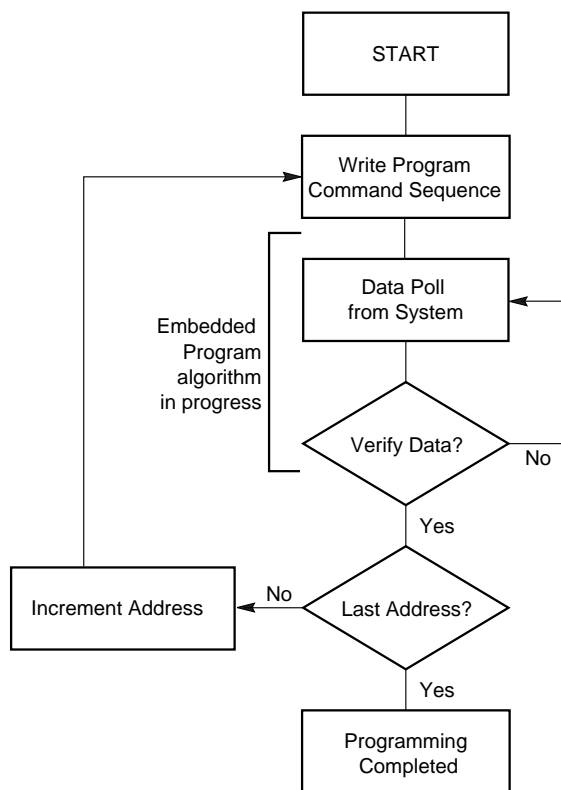 START
Write Program
Command Sequence
Data Poll
from System
Embedded
Program
algorithm
in progress
Verify Data?
No
Yes
Increment Address
No
Last Address?
Yes
Programming
Completed